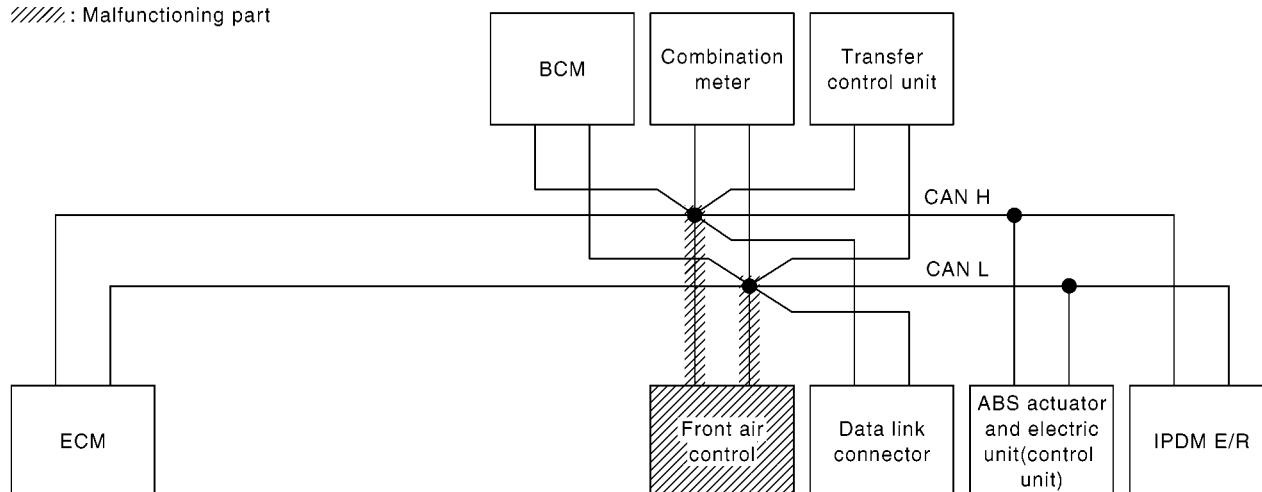 : Malfunctioning part
BCM
Combination
meter
Transfer
control unit
CAN H
CAN L
ECM
Front air
control
Data link
connector
ABS actuator
and electric
unit(control
unit)
IPDM E/R